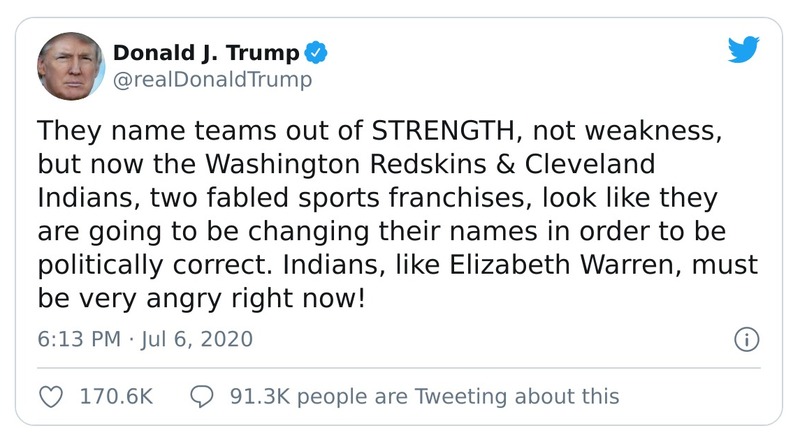 Donald J. Trump
@realDonaldTrump
They name teams out of STRENGTH, not weakness,
but now the Washington Redskins & Cleveland
Indians, two fabled sports franchises, look like they
are going to be changing their names in order to be
politically correct. Indians, like Elizabeth Warren, must
be very angry right now!
6:13 PM · Jul 6, 2020
170.6K 91.3K people are Tweeting about this